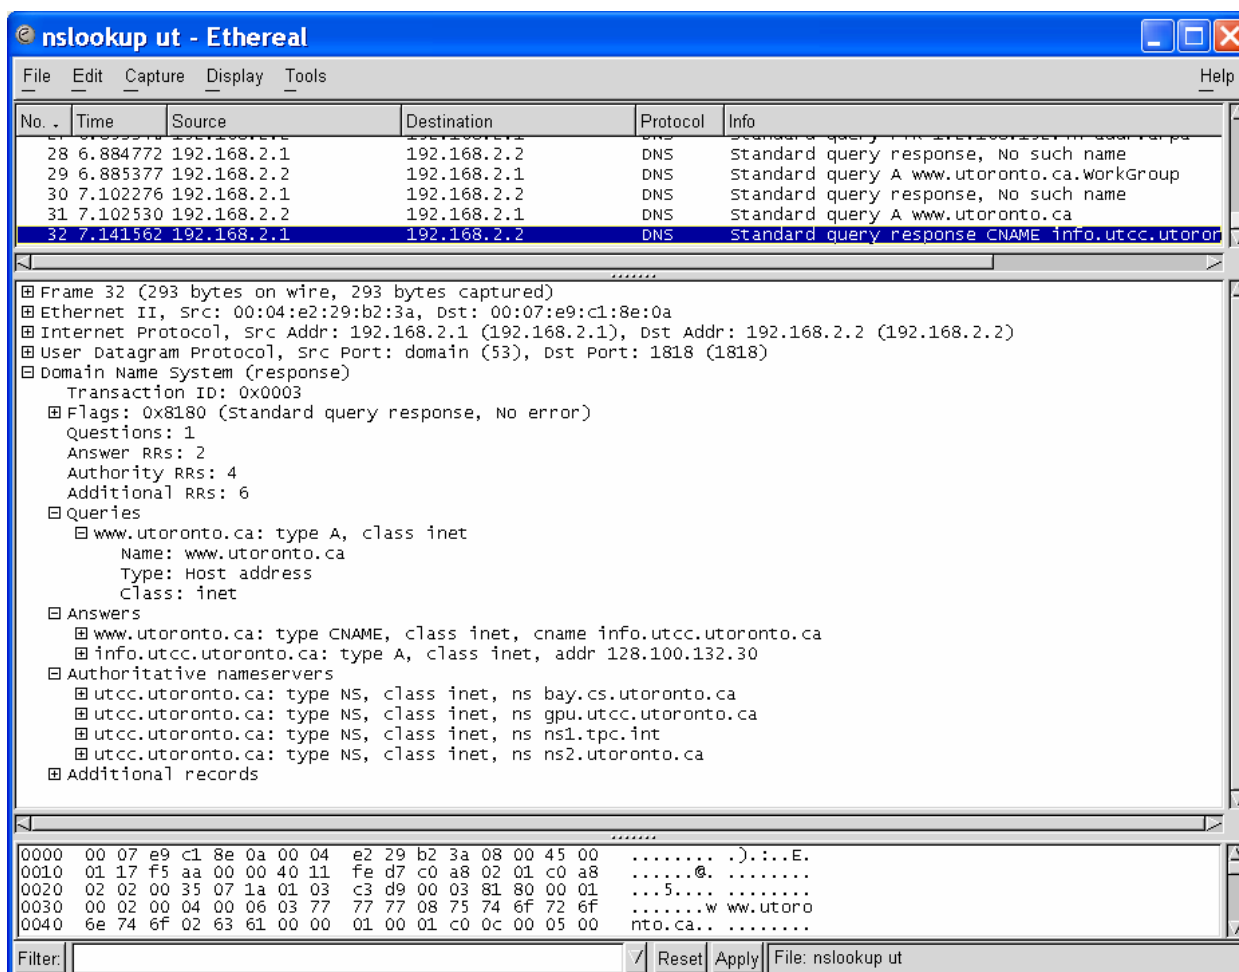 nslookup ut - Ethereal
File Edit Capture Display Tools Help
No. Time Source Destination Protocol Info
28 6.884772 192.168.2.1 192.168.2.2 DNS Standard query response, No such name
29 6.885377 192.168.2.2 192.168.2.1 DNS Standard query A www.utoronto.ca.WorkGroup
30 7.102276 192.168.2.1 192.168.2.2 DNS Standard query response, No such name
31 7.102530 192.168.2.2 192.168.2.1 DNS Standard query A www.utoronto.ca
32 7.141562 192.168.2.1 192.168.2.2 DNS Standard query response CNAME info.utcc.utoron
Frame 32 (293 bytes on wire, 293 bytes captured)
Ethernet II, Src: 00:04:e2:29:b2:3a, Dst: 00:07:e9:c1:8e:0a
Internet Protocol, Src Addr: 192.168.2.1 (192.168.2.1), Dst Addr: 192.168.2.2 (192.168.2.2)
User Datagram Protocol, Src Port: domain (53), Dst Port: 1818 (1818)
Domain Name System (response)
Transaction ID: 0x0003
Flags: 0x8180 (Standard query response, No error)
Questions: 1
Answer RRs: 2
Authority RRs: 4
Additional RRs: 6
Queries
www.utoronto.ca: type A, class inet
Name: www.utoronto.ca
Type: Host address
Class: inet
Answers
www.utoronto.ca: type CNAME, class inet, cname info.utcc.utoronto.ca
info.utcc.utoronto.ca: type A, class inet, addr 128.100.132.30
Authoritative nameservers
utcc.utoronto.ca: type NS, class inet, ns bay.cs.utoronto.ca
utcc.utoronto.ca: type NS, class inet, ns gpu.utcc.utoronto.ca
utcc.utoronto.ca: type NS, class inet, ns ns1.tpc.int
utcc.utoronto.ca: type NS, class inet, ns ns2.utoronto.ca
Additional records
0000 00 07 e9 c1 8e 0a 00 04 e2 29 b2 3a 08 00 45 00 ........ .).:..E.
0010 01 17 f5 aa 00 00 40 11 fe d7 c0 a8 02 01 c0 a8 ......@. ........
0020 02 02 00 35 07 1a 01 03 c3 d9 00 03 81 80 00 01 ...5.... ........
0030 00 02 00 04 00 06 03 77 77 77 08 75 74 6f 72 6f .......w ww.utoro
0040 6e 74 6f 02 63 61 00 00 01 00 01 c0 0c 00 05 00 nto.ca.. ........
Filter: Reset Apply File: nslookup ut